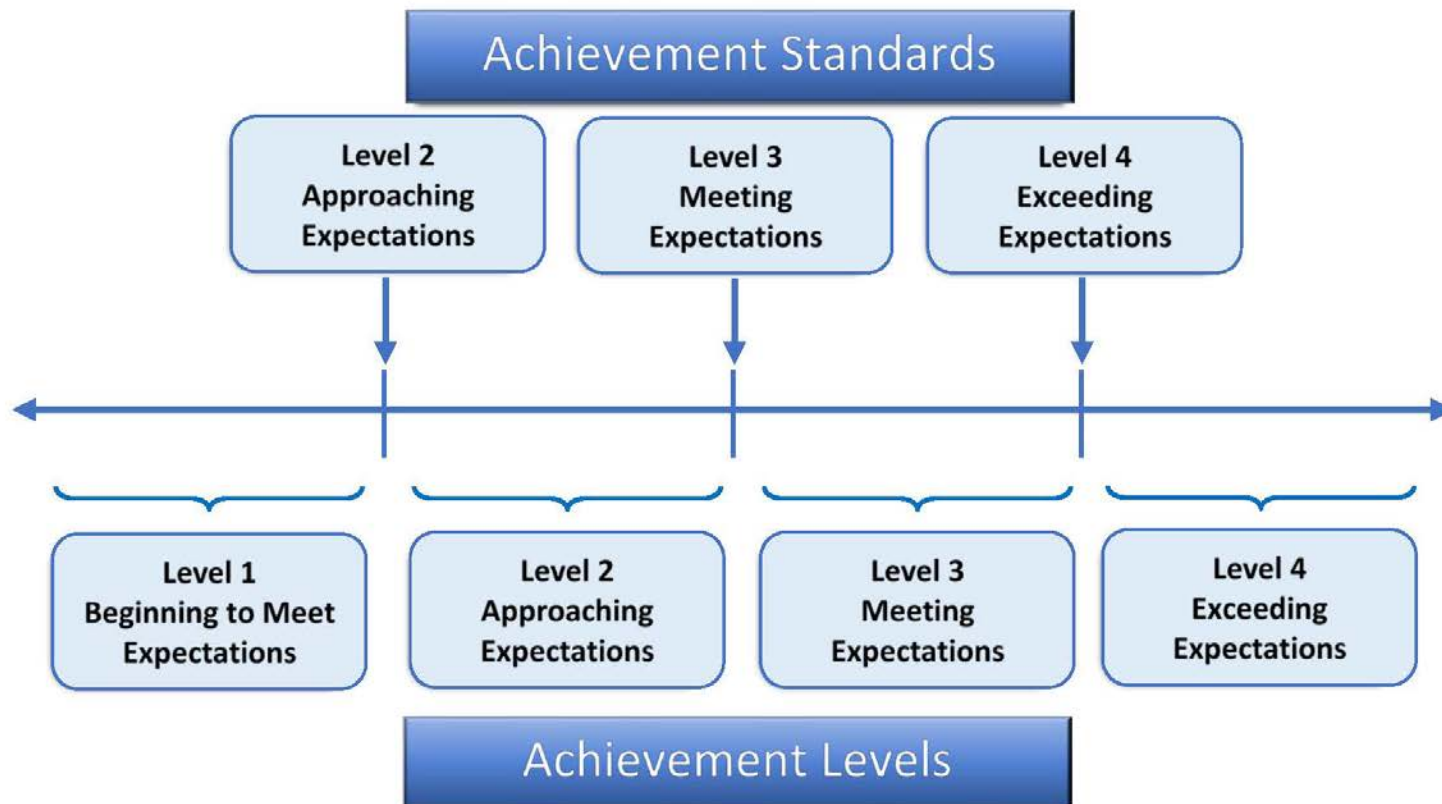 Achievement Standards
Level 2
Approaching
Expectations
Level 3
Meeting
Expectations
Level 4
Exceeding
Expectations
Level 1
Beginning to Meet
Expectations
Level 2
Approaching
Expectations
Level 3
Meeting
Expectations
Level 4
Exceeding
Expectations
Achievement Levels